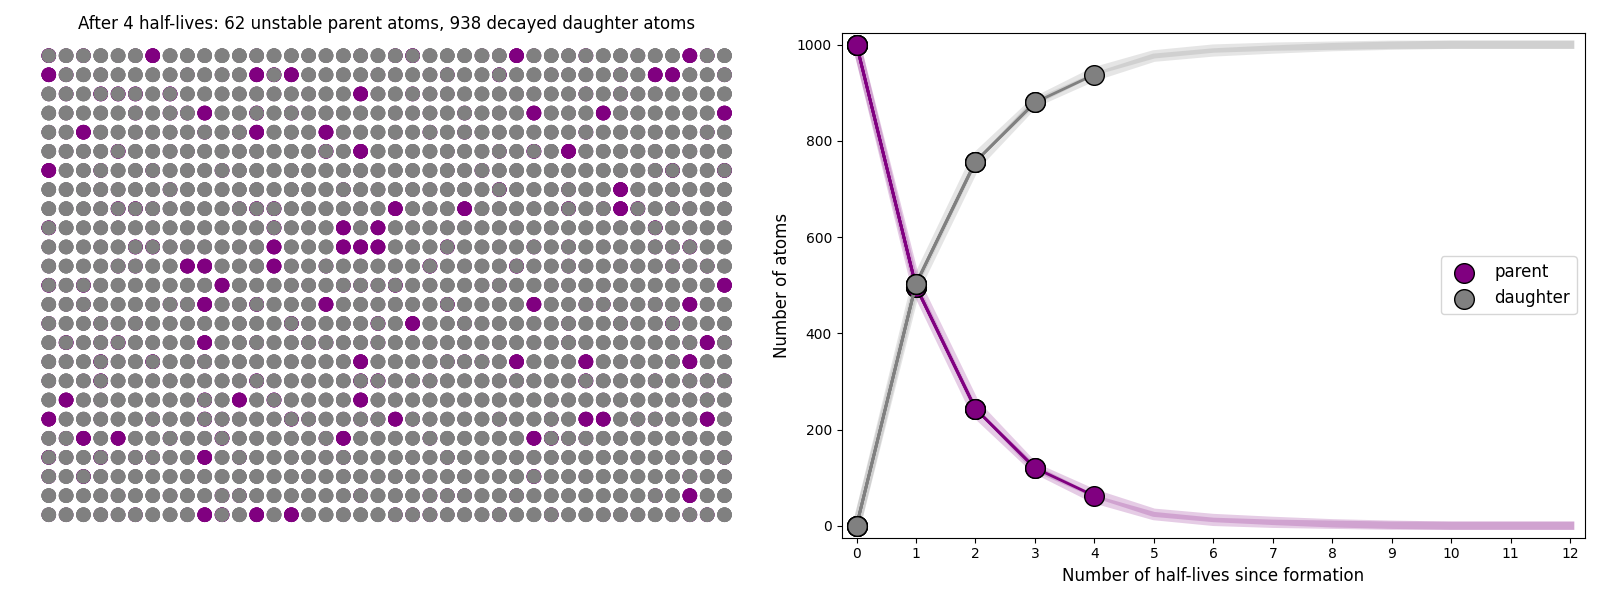 After 4 half-lives: 62 unstable parent atoms, 938 decayed daughter atoms
1000
800
600
400
200
0
Number of atoms
parent
daughter
0 1 2 3 4 5 6 7 8 9 10 11 12
Number of half-lives since formation